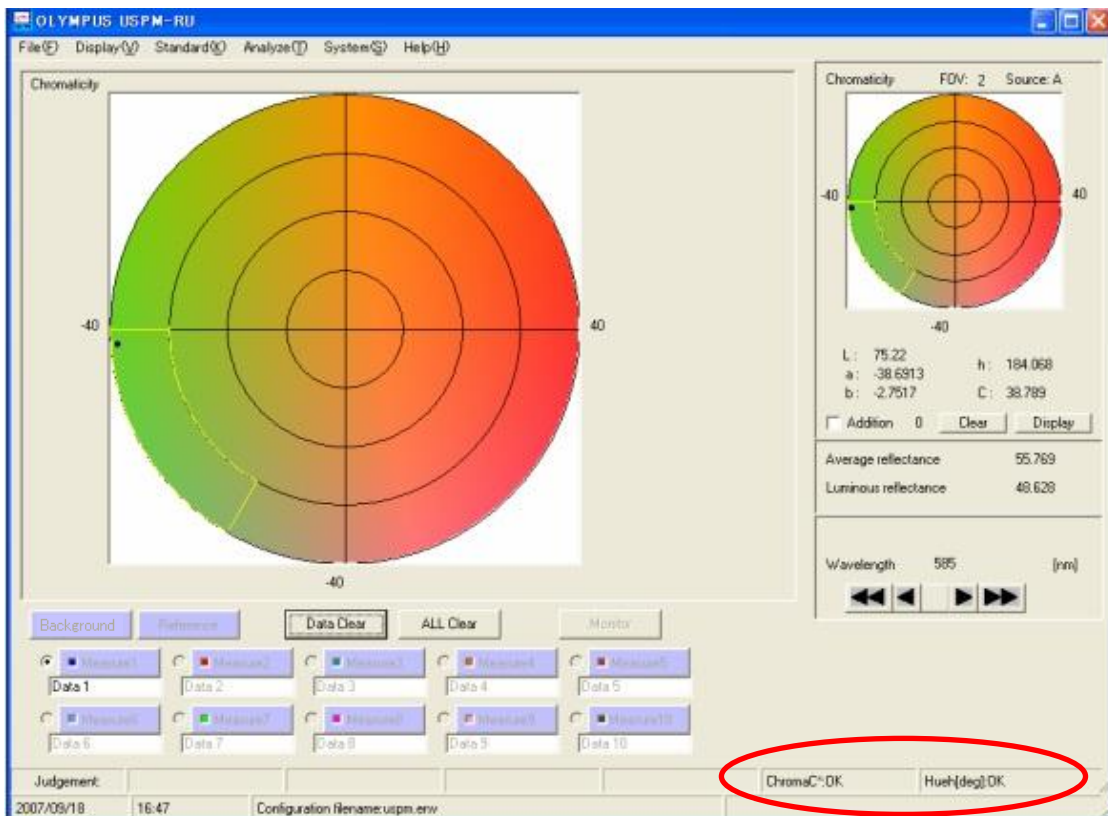 OLYMPUS USPM-RU
File(F) Display(V) Standard(X) Analyze(T) System(S) Help(H)
Chromaticity
-40
40
-40
Chromaticity FOV: 2 Source: A
-40
40
-40
L: 75.22
a: -38.6913
b: -2.7517
h: 184.068
C: 38.789
Addition 0 Clear Display
Average reflectance 55.769
Luminous reflectance 48.628
Wavelength 585 [nm]
Background Reference Data Clear ALL Clear Monitor
Measure1 Measure2 Measure3 Measure4 Measure5
Data 1 Data 2 Data 3 Data 4 Data 5
Measure6 Measure7 Measure8 Measure9 Measure10
Data 6 Data 7 Data 8 Data 9 Data 10
Judgement: ChromaC*:OK Hueh[deg]:OK
2007/09/18 16:47 Configuration filename:uspm.env